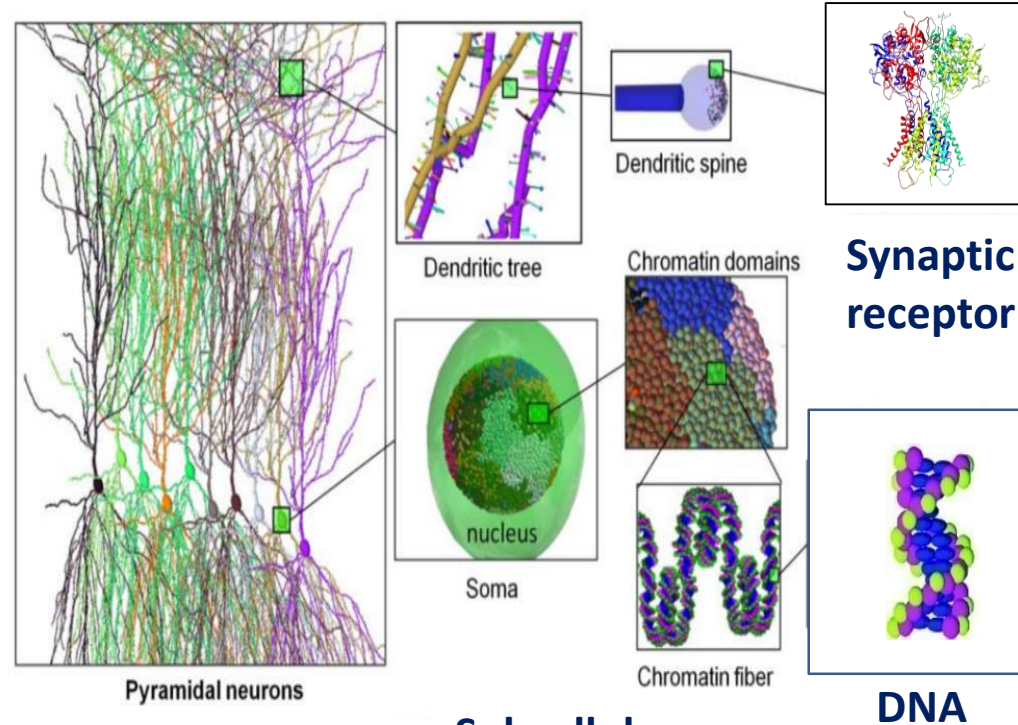 Dendritic tree
Dendritic spine
Synaptic
receptor
Chromatin domains
nucleus
Soma
Chromatin fiber
Pyramidal neurons
DNA